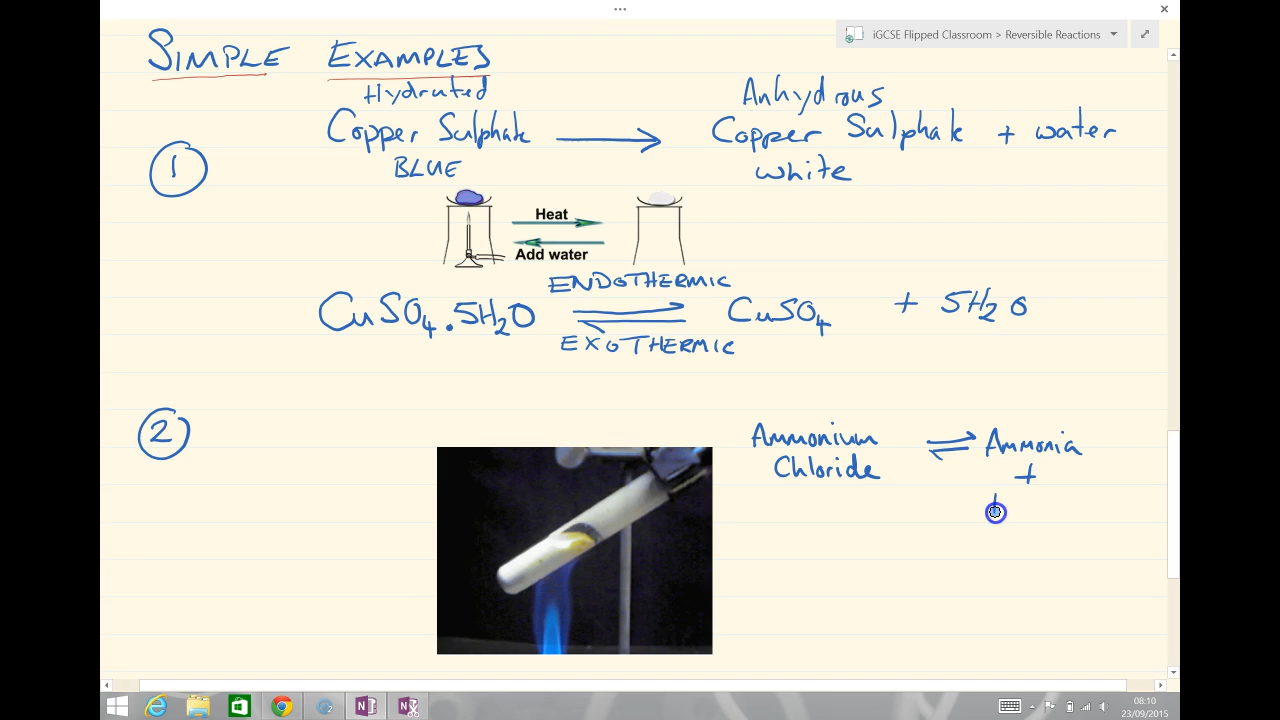 ...
iGCSE Flipped Classroom > Reversible Reactions
SIMPLE EXAMPLES
Hydrated
Copper Sulphate → Anhydrous Copper Sulphate + water
BLUE
white
1
Heat
Add water
ENDOTHERMIC
CuSO4.5H2O ⇌ CuSO4 + 5H2O
EXOTHERMIC
2
Ammonium ⇌ Ammonia
Chloride +
08:10
23/09/2015